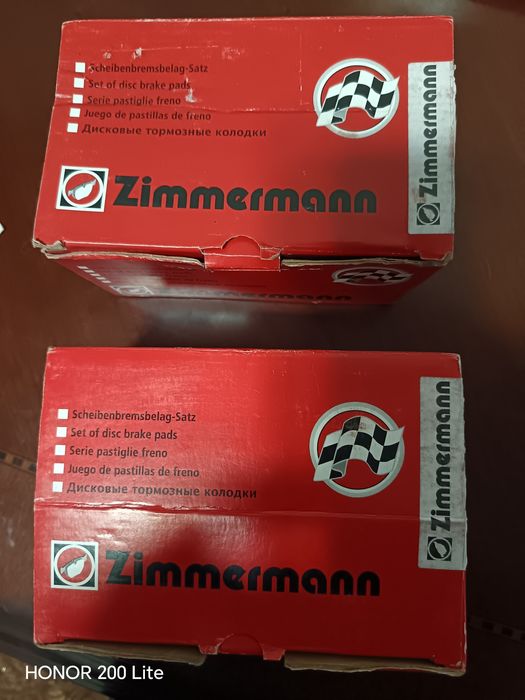 Scheibenbremsbelag-Satz
Set of disc brake pads
Serie pastiglie freno
Juego de pastillas de freno
Дисковые тормозные колодки
Zimmermann
Zimmermann
Zimmermann
Scheibenbremsbelag-Satz
Set of disc brake pads
Serie pastiglie freno
Juego de pastillas de freno
Дисковые тормозные колодки
Zimmermann
Zimmermann
HONOR 200 Lite